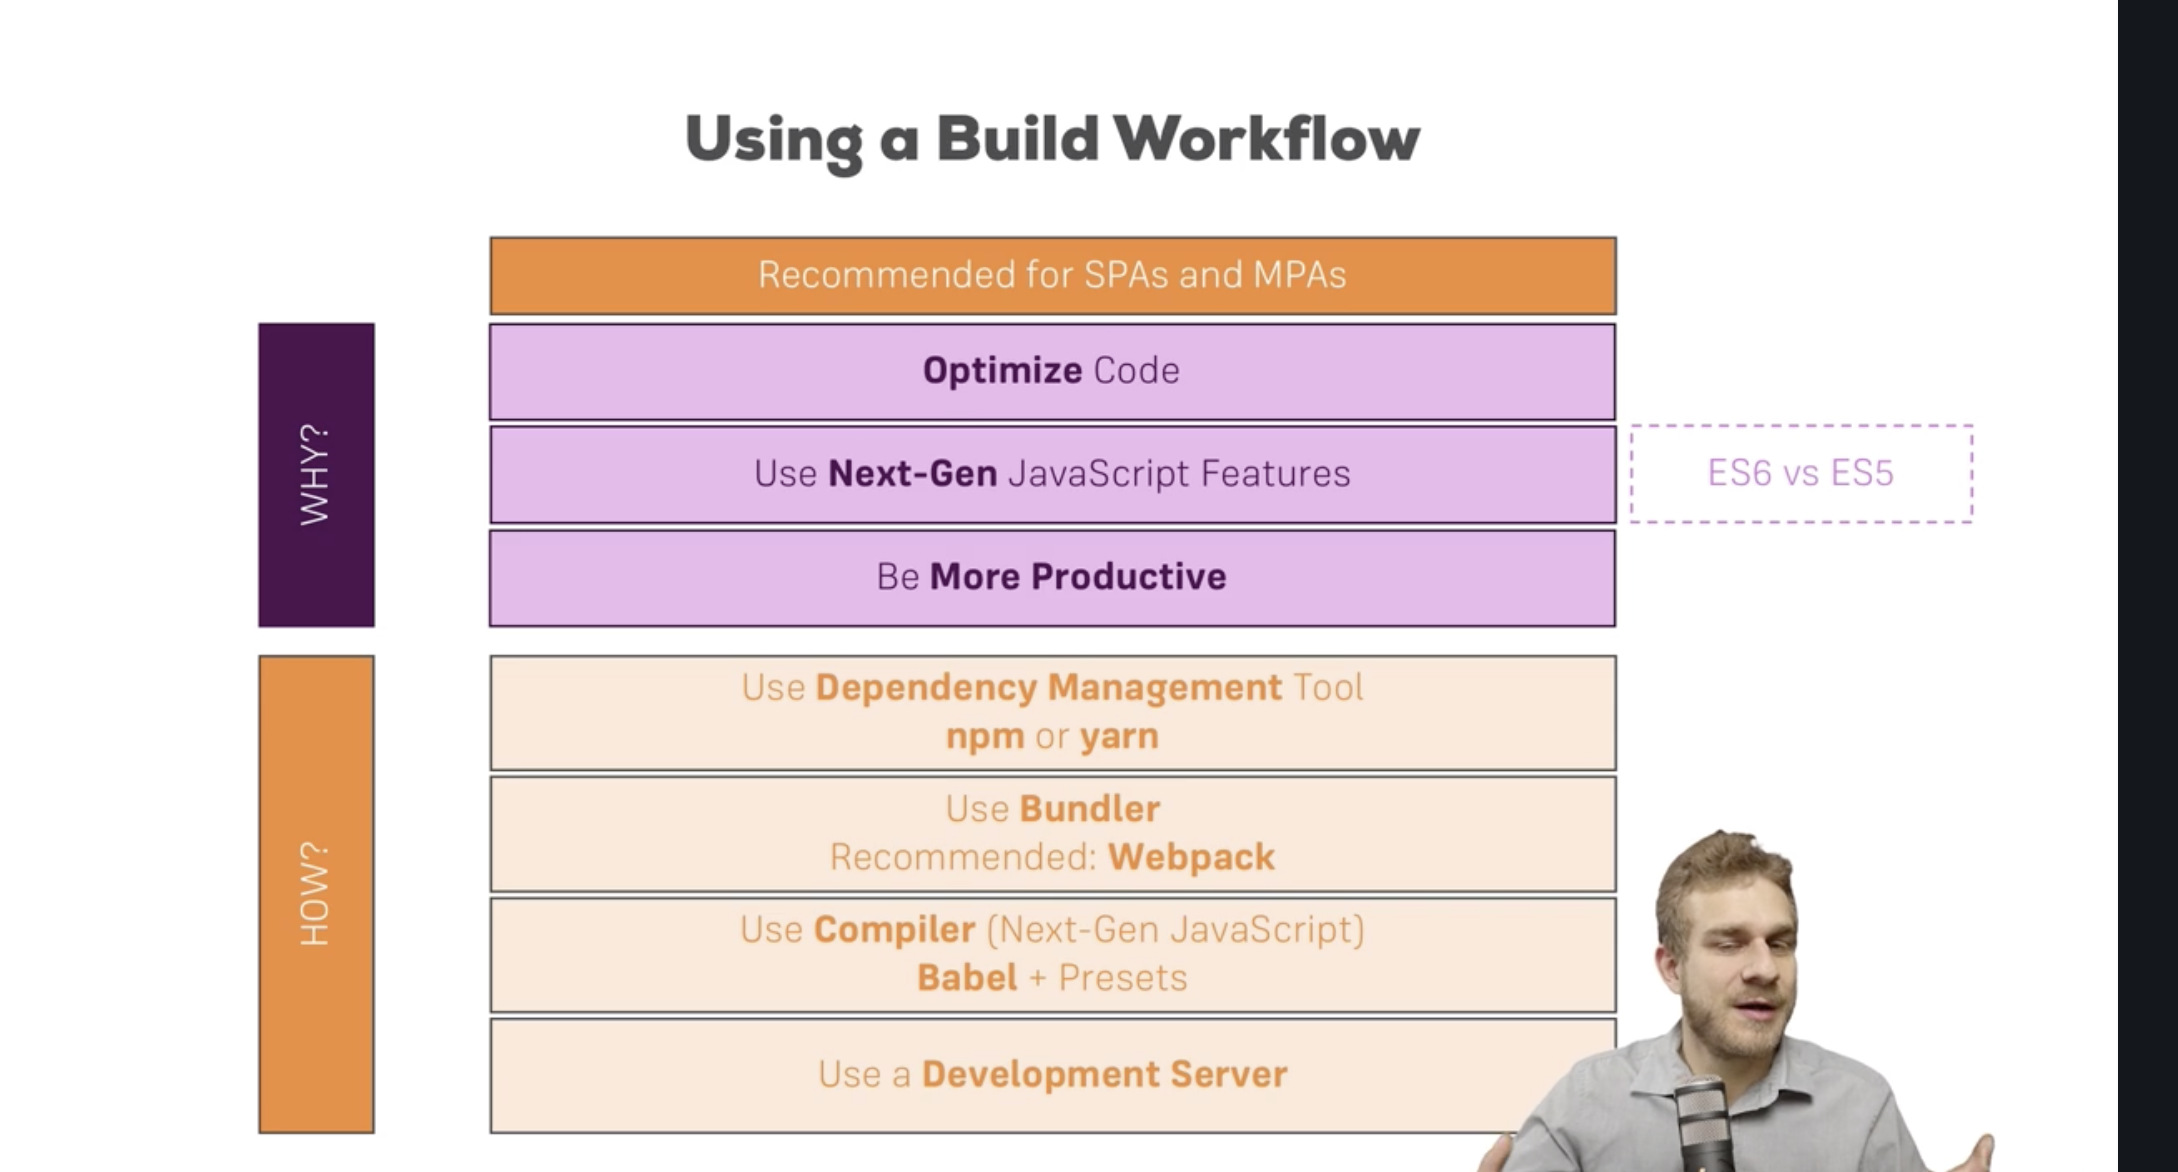 Using a Build Workflow
Recommended for SPAs and MPAs
WHY?
Optimize Code
Use Next-Gen JavaScript Features
ES6 vs ES5
Be More Productive
HOW?
Use Dependency Management Tool
npm or yarn
Use Bundler
Recommended: Webpack
Use Compiler (Next-Gen JavaScript)
Babel + Presets
Use a Development Server